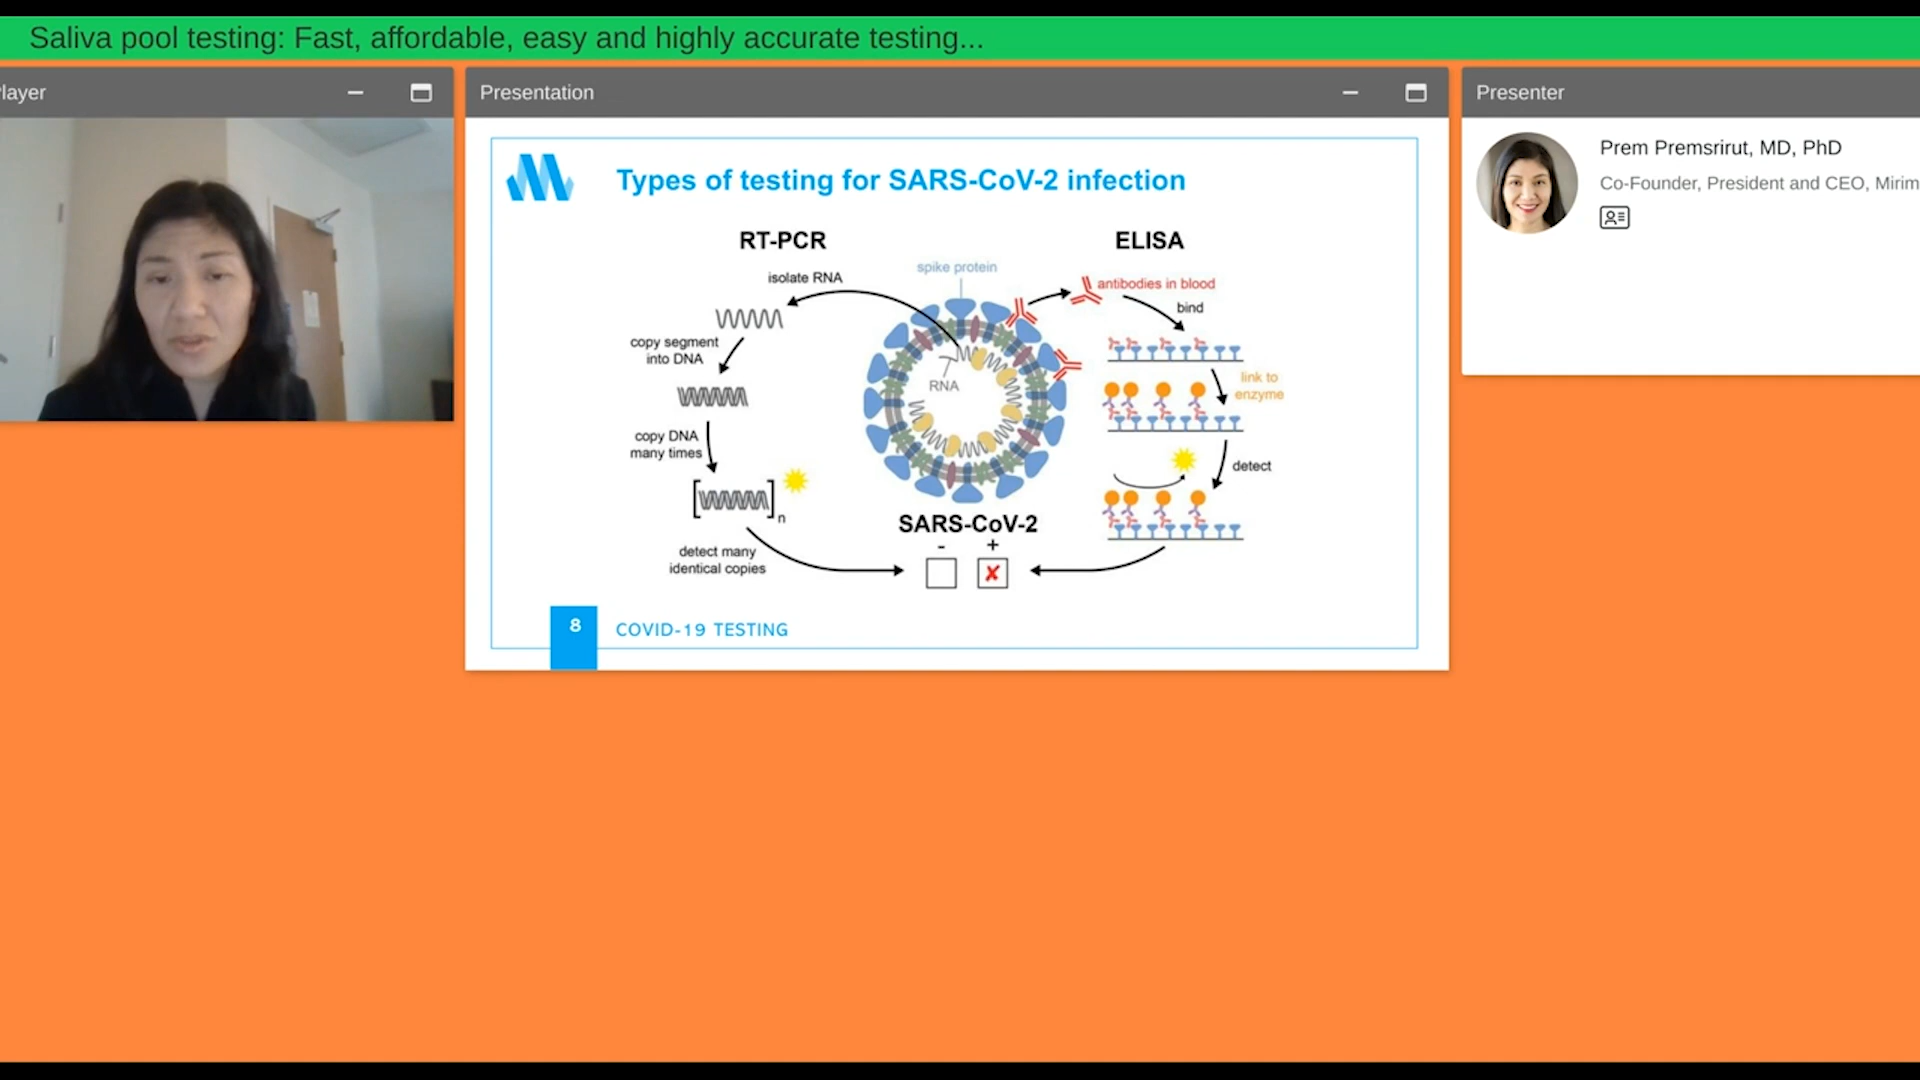 Saliva pool testing: Fast, affordable, easy and highly accurate testing...
layer
Presentation
Presenter
Prem Premsrirut, MD, PhD
Co-Founder, President and CEO, Mirim
Types of testing for SARS-CoV-2 infection
RT-PCR
isolate RNA
copy segment
into DNA
copy DNA
many times
n
detect many
identical copies
spike protein
RNA
SARS-CoV-2
- +
ELISA
antibodies in blood
bind
link to
enzyme
detect
8
COVID-19 TESTING